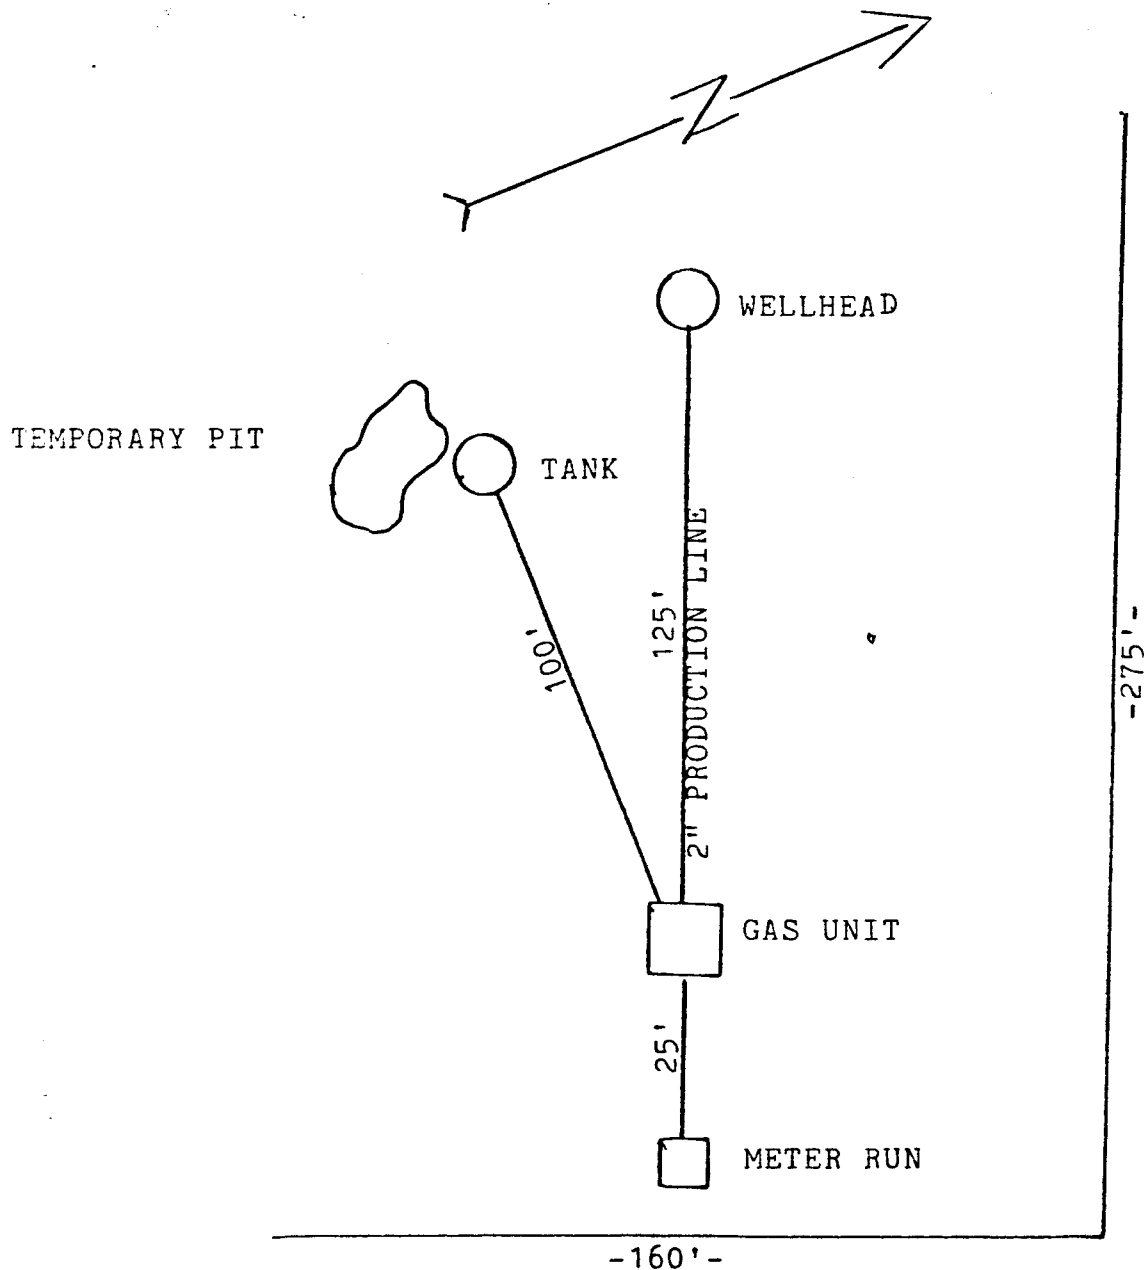 N
WELLHEAD
TEMPORARY PIT
TANK
2" PRODUCTION LINE
125'
100'
-275'-
GAS UNIT
25'
METER RUN
-160'-